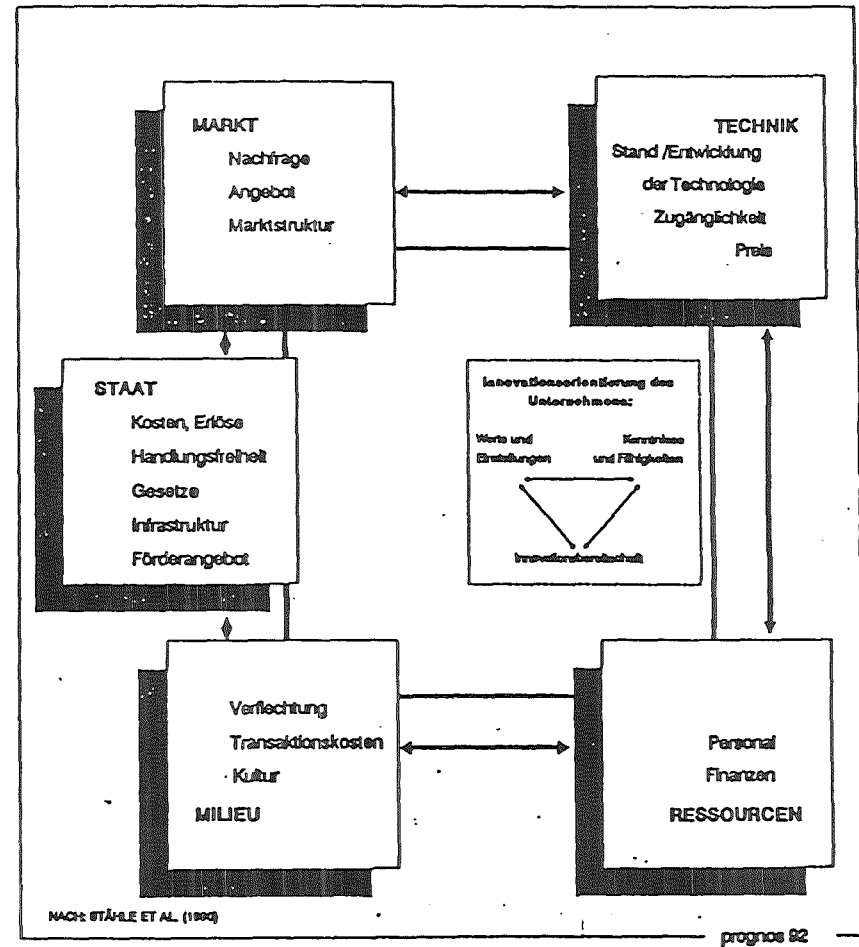 MARKT
Nachfrage
Angebot
Marktstruktur
TECHNIK
Stand /Entwicklung
der Technologie
Zugänglichkeit
Preis
STAAT
Kosten, Erlöse
Handlungsfreiheit
Gesetze
Infrastruktur
Förderangebot
Innovationsorientierung des
Unternehmens:
Werte und
Einstellungen
Kenntnisse
und Fähigkeiten
Innovationsbereitschaft
Verflechtung
Transaktionskosten
Kultur
MILIEU
Personal
Finanzen
RESSOURCEN
NACH: STÄHLE ET AL.
prognos 92